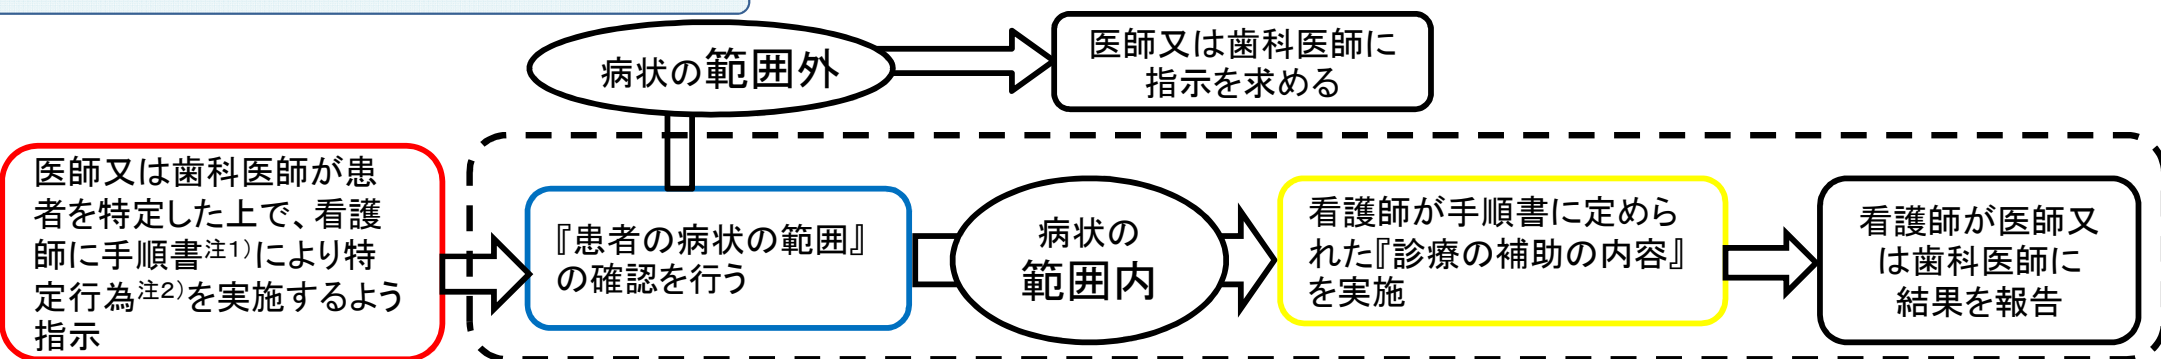 病状の範囲外
医師又は歯科医師に
指示を求める
医師又は歯科医師が患
者を特定した上で、看護
師に手順書注1)により特
定行為注2)を実施するよう
指示
『患者の病状の範囲』
の確認を行う
病状の
範囲内
看護師が手順書に定めら
れた『診療の補助の内容』
を実施
看護師が医師又
は歯科医師に
結果を報告